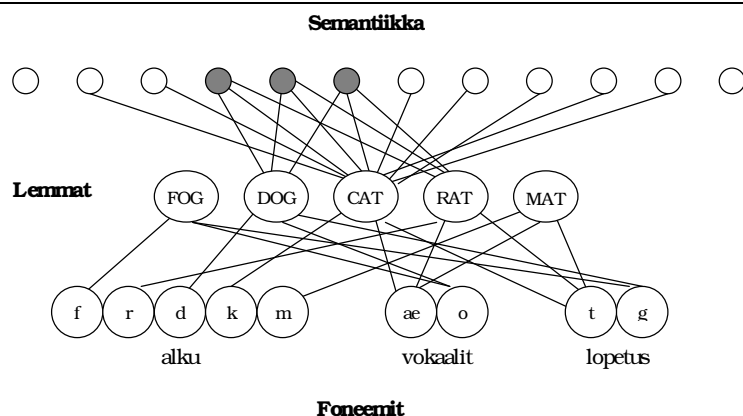 Semantiikka
Lemmat
FOG DOG CAT RAT MAT
f r d k m ae o t g
alku vokaalit lopetus
Foneemit